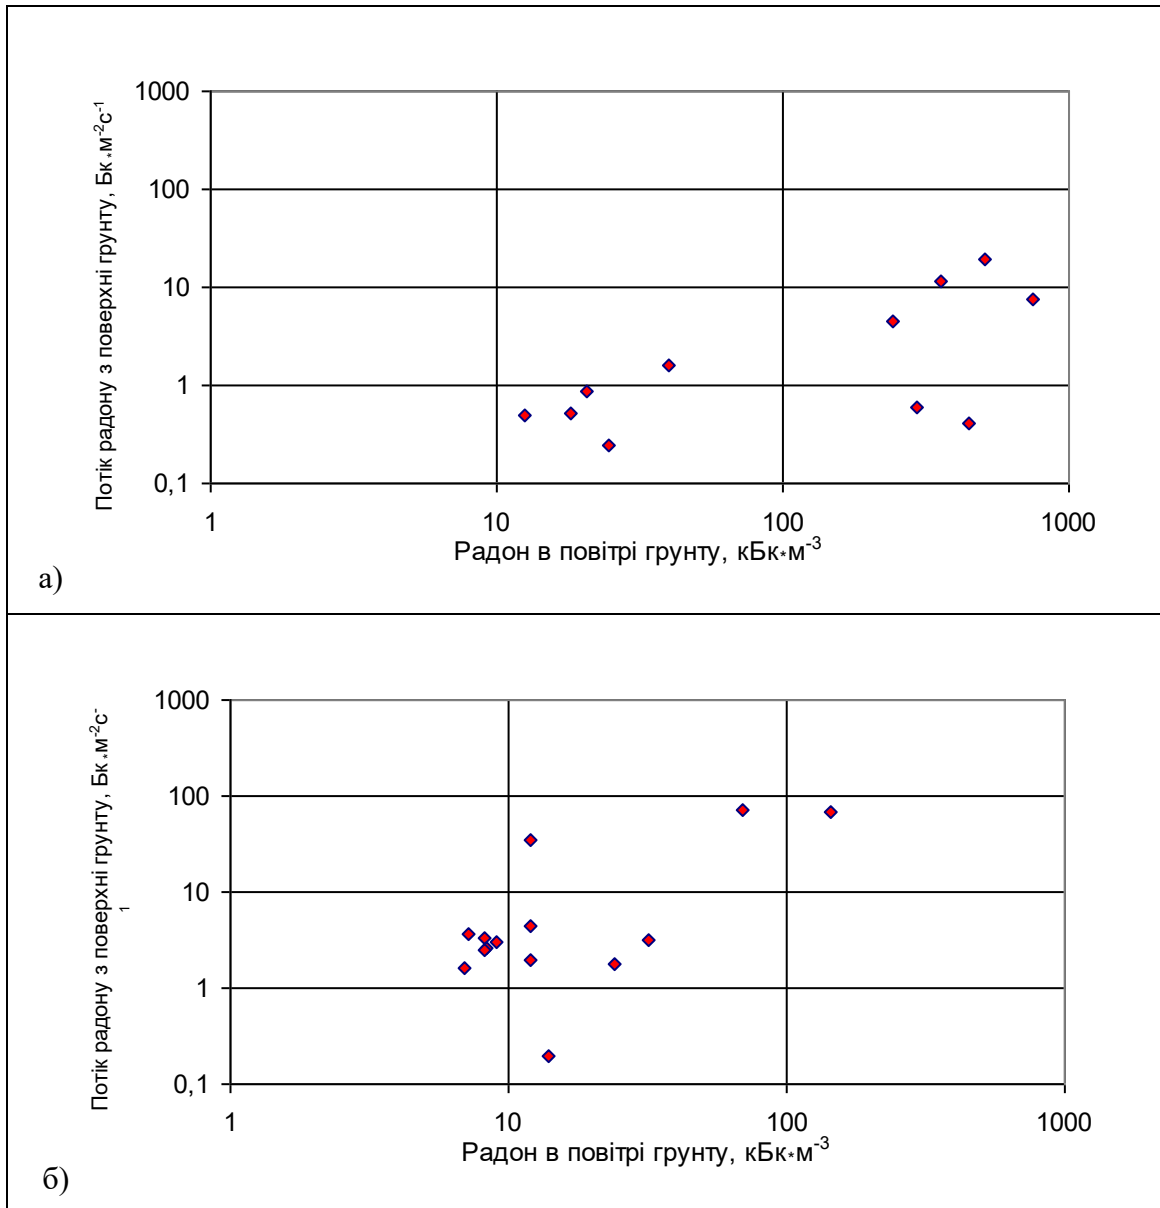 1000
100
10
1
0,1
Потік радону з поверхні грунту, Бк*м-2с-1
1 10 100 1000
Радон в повітрі грунту, кБк*м-3
а)
1000
100
10
1
0,1
Потік радону з поверхні грунту, Бк*м-2с-
1
1 10 100 1000
Радон в повітрі грунту, кБк*м-3
б)